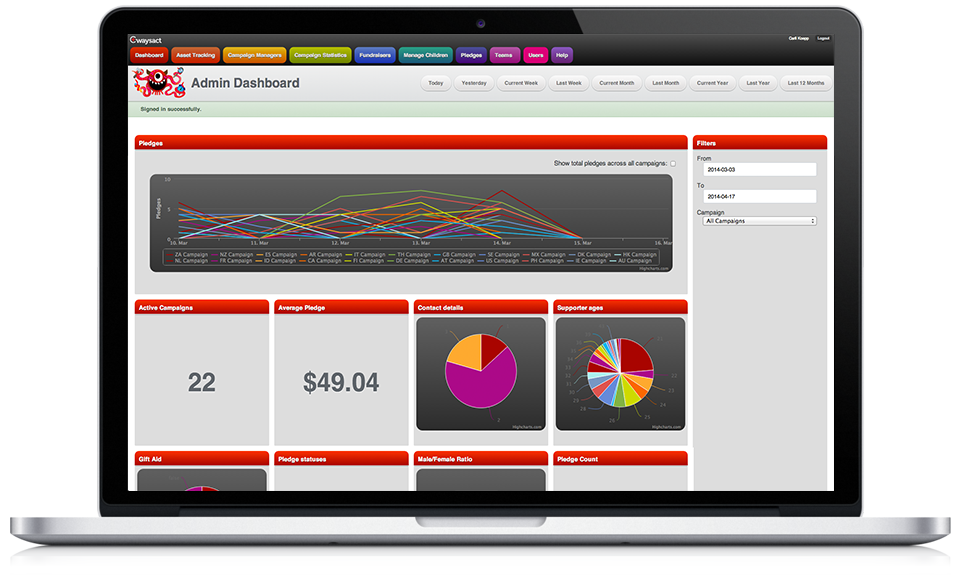 waysact
Carli Koepp Logout
Dashboard Asset Tracking Campaign Managers Campaign Statistics Fundraisers Manage Children Pledges Teams Users Help
Admin Dashboard
Today Yesterday Current Week Last Week Current Month Last Month Current Year Last Year Last 12 Months
Signed in successfully.
Pledges
Show total pledges across all campaigns:
10
5
0
Pledges
10. Mar 11. Mar 12. Mar 13. Mar 14. Mar 15. Mar 16. Mar
ZA Campaign NZ Campaign ES Campaign AR Campaign IT Campaign TH Campaign GB Campaign SE Campaign MX Campaign DK Campaign HK Campaign
NL Campaign FR Campaign IO Campaign CA Campaign FI Campaign DE Campaign AT Campaign US Campaign PH Campaign IE Campaign AU Campaign
Highcharts.com
Filters
From
2014-03-03
To
2014-04-17
Campaign
All Campaigns
Active Campaigns
22
Average Pledge
$49.04
Contact details
Highcharts.com
Supporter ages
Highcharts.com
Gift Aid
Pledge statuses
Male/Female Ratio
Pledge Count